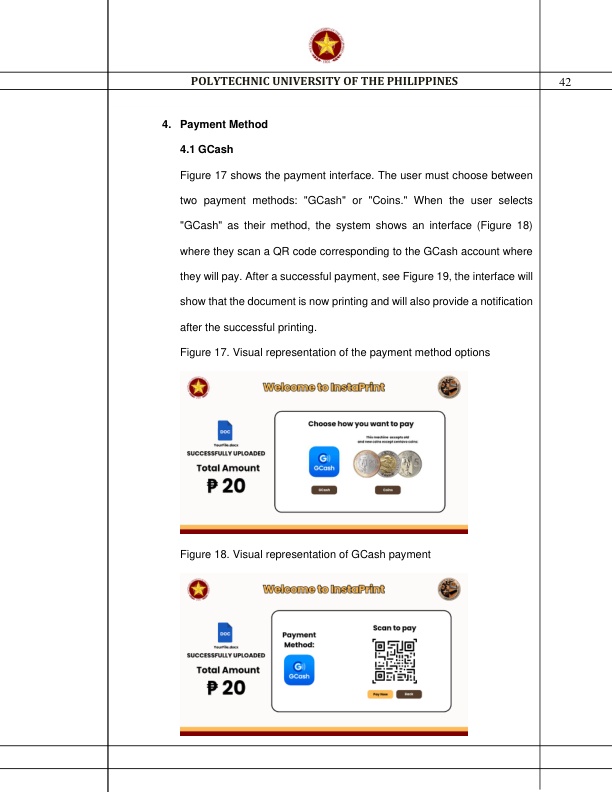 POLYTECHNIC UNIVERSITY OF THE PHILIPPINES
42
4. Payment Method
4.1 GCash
Figure 17 shows the payment interface. The user must choose between
two payment methods: "GCash" or "Coins." When the user selects
"GCash" as their method, the system shows an interface (Figure 18)
where they scan a QR code corresponding to the GCash account where
they will pay. After a successful payment, see Figure 19, the interface will
show that the document is now printing and will also provide a notification
after the successful printing.
Figure 17. Visual representation of the payment method options
Welcome to InstaPrint
DOC
Yourfile.docx
SUCCESSFULLY UPLOADED
Total Amount
₱ 20
Choose how you want to pay
This machine accepts old
and new coins except centavo coins
G
GCash
GCash
Coins
Figure 18. Visual representation of GCash payment
Welcome to InstaPrint
DOC
Yourfile.docx
SUCCESSFULLY UPLOADED
Total Amount
₱ 20
Payment
Method:
G
GCash
Scan to pay
Pay Now
Back